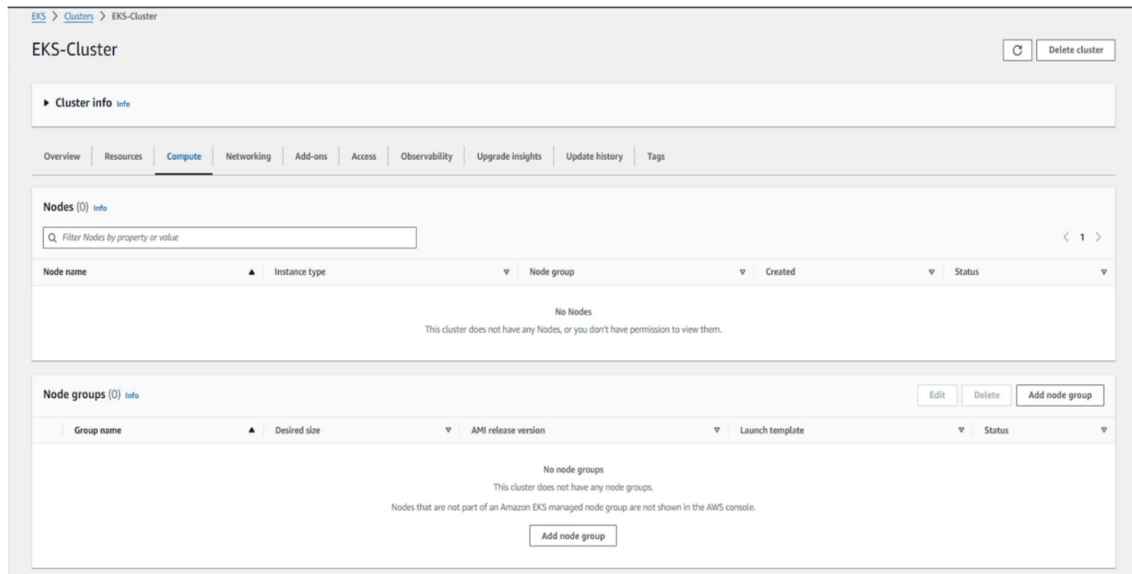 EKS > Clusters > EKS-Cluster
EKS-Cluster
Delete cluster
Cluster info Info
Overview Resources Compute Networking Add-ons Access Observability Upgrade insights Update history Tags
Nodes (0) Info
Filter Nodes by property or value
< 1 >
Node name Instance type Node group Created Status
No Nodes
This cluster does not have any Nodes, or you don't have permission to view them.
Node groups (0) Info
Edit Delete Add node group
Group name Desired size AMI release version Launch template Status
No node groups
This cluster does not have any node groups.
Nodes that are not part of an Amazon EKS managed node group are not shown in the AWS console.
Add node group